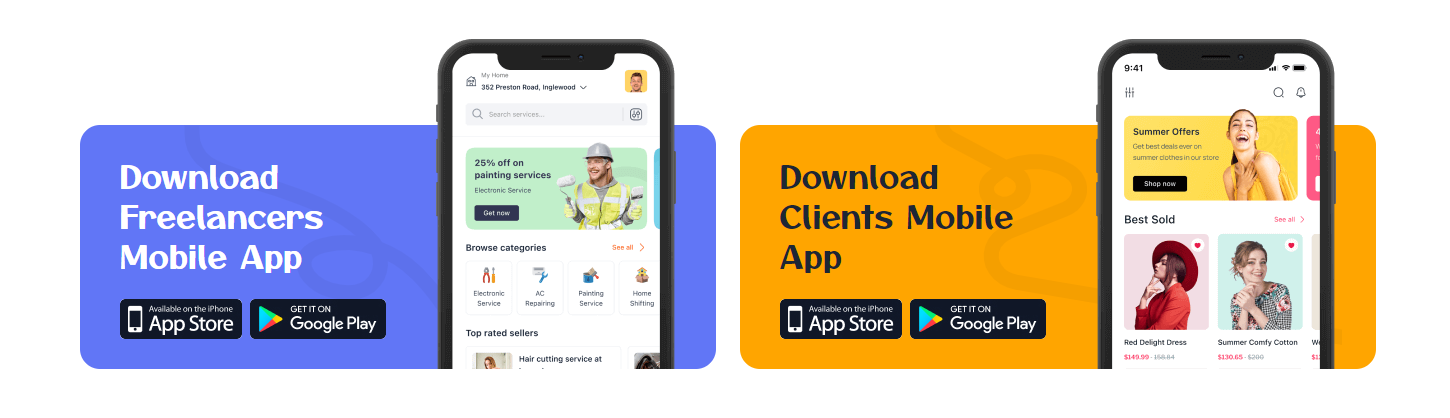 Download
Freelancers
Mobile App
Available on the iPhone
App Store
GET IT ON
Google Play
My Home
352 Preston Road, Inglewood
Search services...
25% off on
painting services
Electronic Service
Get now
Browse categories
See all
Electronic
Service
AC
Repairing
Painting
Service
Home
Shifting
Top rated sellers
Hair cutting service at
Download
Clients Mobile
App
Available on the iPhone
App Store
GET IT ON
Google Play
9:41
Summer Offers
Get best deals ever on
summer clothes in our store
Shop now
Best Sold
See all
Red Delight Dress
$149.99 - 158.84
Summer Comfy Cotton
$130.65 - $200